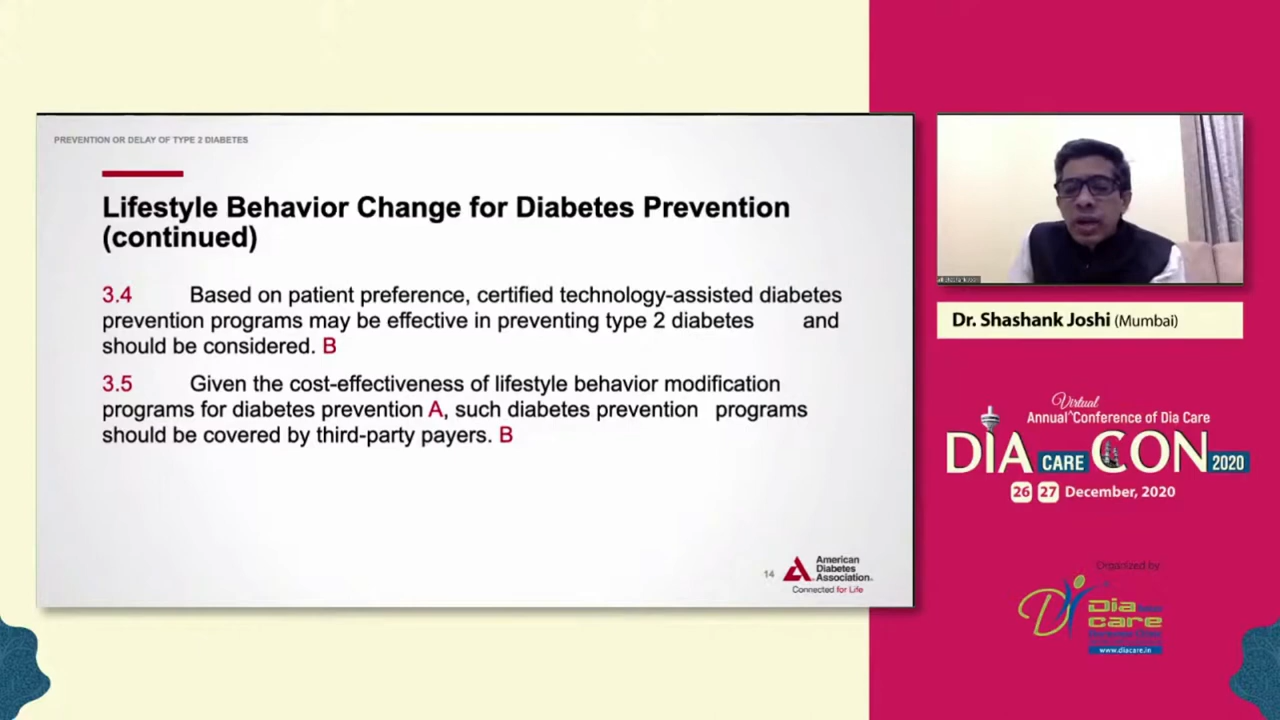 PREVENTION OR DELAY OF TYPE 2 DIABETES
Lifestyle Behavior Change for Diabetes Prevention
(continued)
3.4 Based on patient preference, certified technology-assisted diabetes
prevention programs may be effective in preventing type 2 diabetes and
should be considered. B
3.5 Given the cost-effectiveness of lifestyle behavior modification
programs for diabetes prevention A, such diabetes prevention programs
should be covered by third-party payers. B
14
American
Diabetes
Association.
Connected for Life
Dr. Shashank Joshi (Mumbai)
Virtual
Annual ^ Conference of Dia Care
DIA CARE CON 2020
26 27 December, 2020
Organized by
Dia
care
www.diacare.in